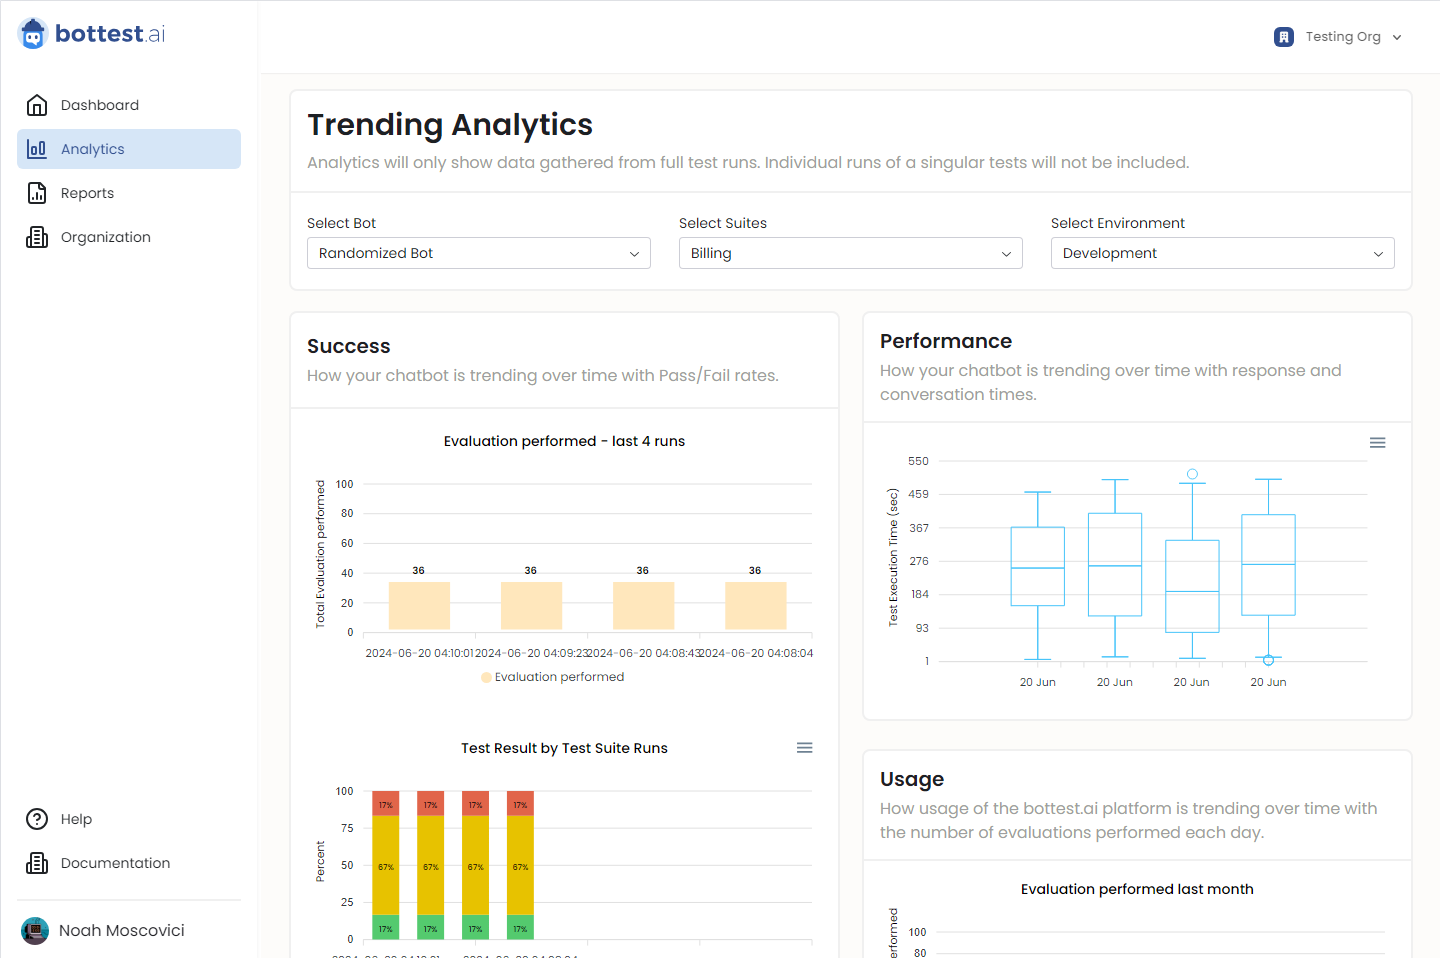 bottest.ai
Testing Org
Dashboard
Analytics
Reports
Organization
Help
Documentation
Noah Moscovici
Trending Analytics
Analytics will only show data gathered from full test runs. Individual runs of a singular tests will not be included.
Select Bot
Randomized Bot
Select Suites
Billing
Select Environment
Development
Success
How your chatbot is trending over time with Pass/Fail rates.
Evaluation performed - last 4 runs
Total Evaluation performed
100
80
60
40
20
0
36 36 36 36
2024-06-20 04:10:01 2024-06-20 04:09:23 2024-06-20 04:08:43 2024-06-20 04:08:04
Evaluation performed
Test Result by Test Suite Runs
Percent
100
75
50
25
0
17% 17% 17% 17%
67% 67% 67% 67%
17% 17% 17% 17%
Performance
How your chatbot is trending over time with response and
conversation times.
Test Execution Time (sec)
550
459
367
276
184
93
1
20 Jun 20 Jun 20 Jun 20 Jun
Usage
How usage of the bottest.ai platform is trending over time with
the number of evaluations performed each day.
Evaluation performed last month
100
80